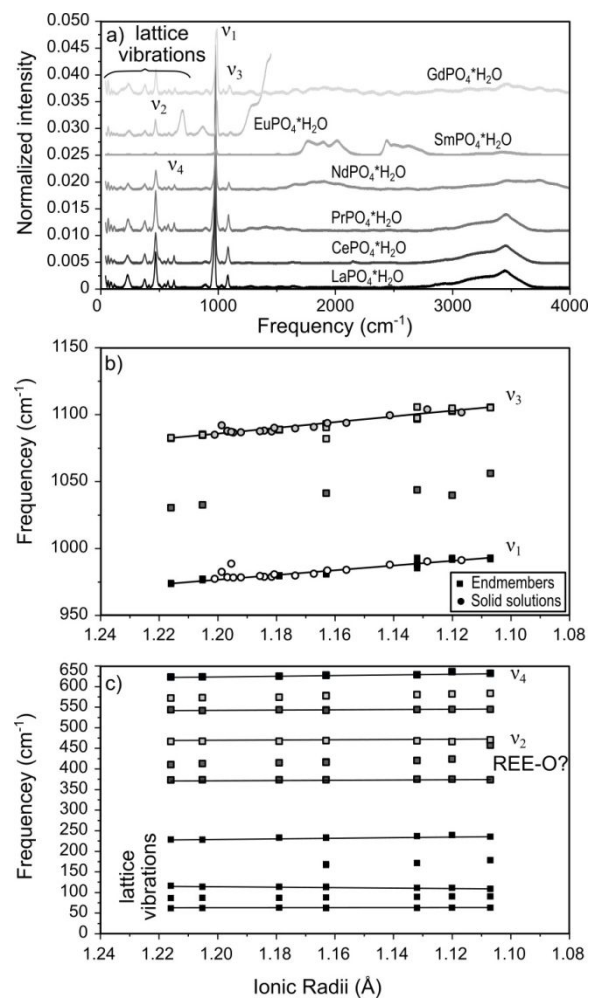 a)
lattice
vibrations
ν1
ν3
ν2
ν4
GdPO4*H2O
EuPO4*H2O
SmPO4*H2O
NdPO4*H2O
PrPO4*H2O
CePO4*H2O
LaPO4*H2O
0.050
0.045
0.040
0.035
0.030
0.025
0.020
0.015
0.010
0.005
0
Normalized intensity
0 1000 2000 3000 4000
Frequency (cm-1)
b)
1150
1100
1050
1000
950
Frequencey (cm-1)
ν3
ν1
Endmembers
Solid solutions
1.24 1.22 1.20 1.18 1.16 1.14 1.12 1.10 1.08
c)
650
600
550
500
450
400
350
300
250
200
150
100
50
0
Frequencey (cm-1)
ν4
ν2
REE-O?
lattice
vibrations
1.24 1.22 1.20 1.18 1.16 1.14 1.12 1.10 1.08
Ionic Radii (Å)